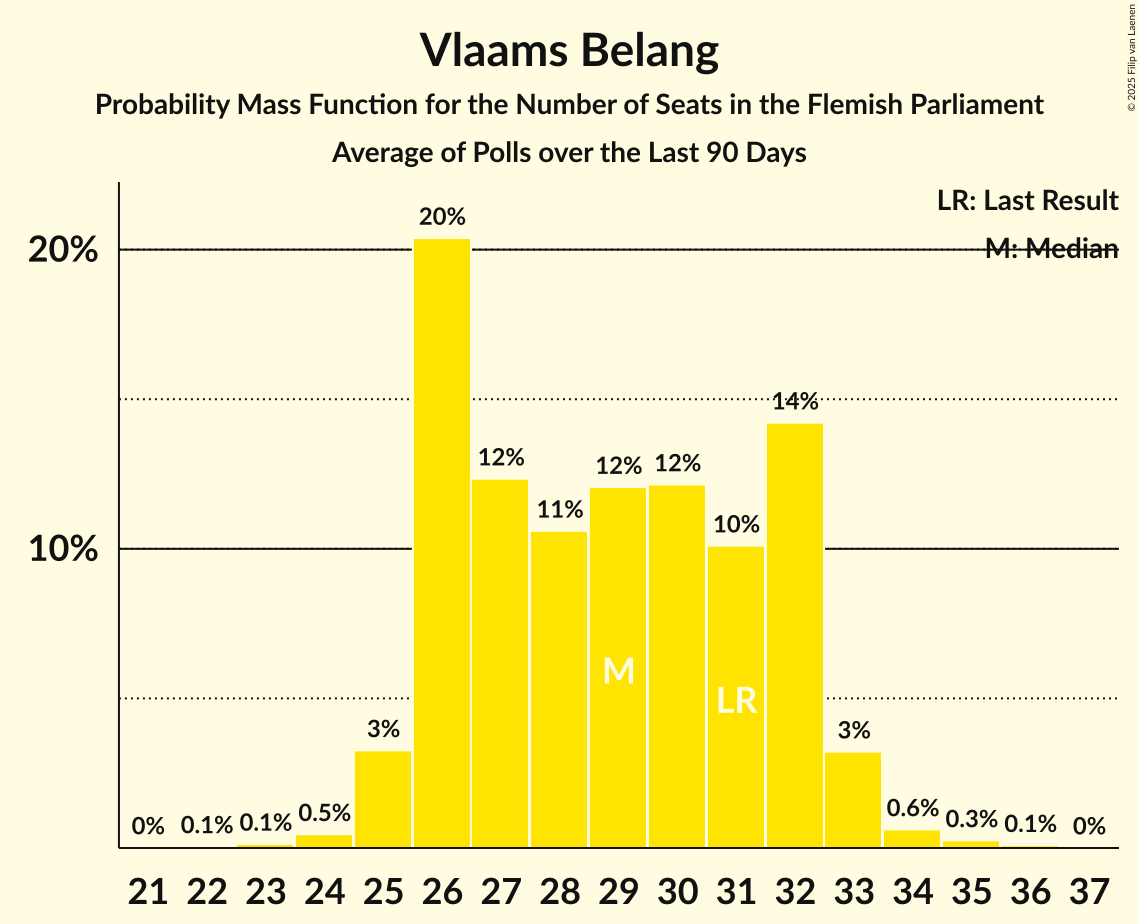 Vlaams Belang
Probability Mass Function for the Number of Seats in the Flemish Parliament
Average of Polls over the Last 90 Days
© 2025 Filip van Laenen
LR: Last Result
M: Median
20%
10%
0% 0.1% 0.1% 0.5% 3% 20% 12% 11% 12% 12% 10% 14% 3% 0.6% 0.3% 0.1% 0%
M LR
21 22 23 24 25 26 27 28 29 30 31 32 33 34 35 36 37